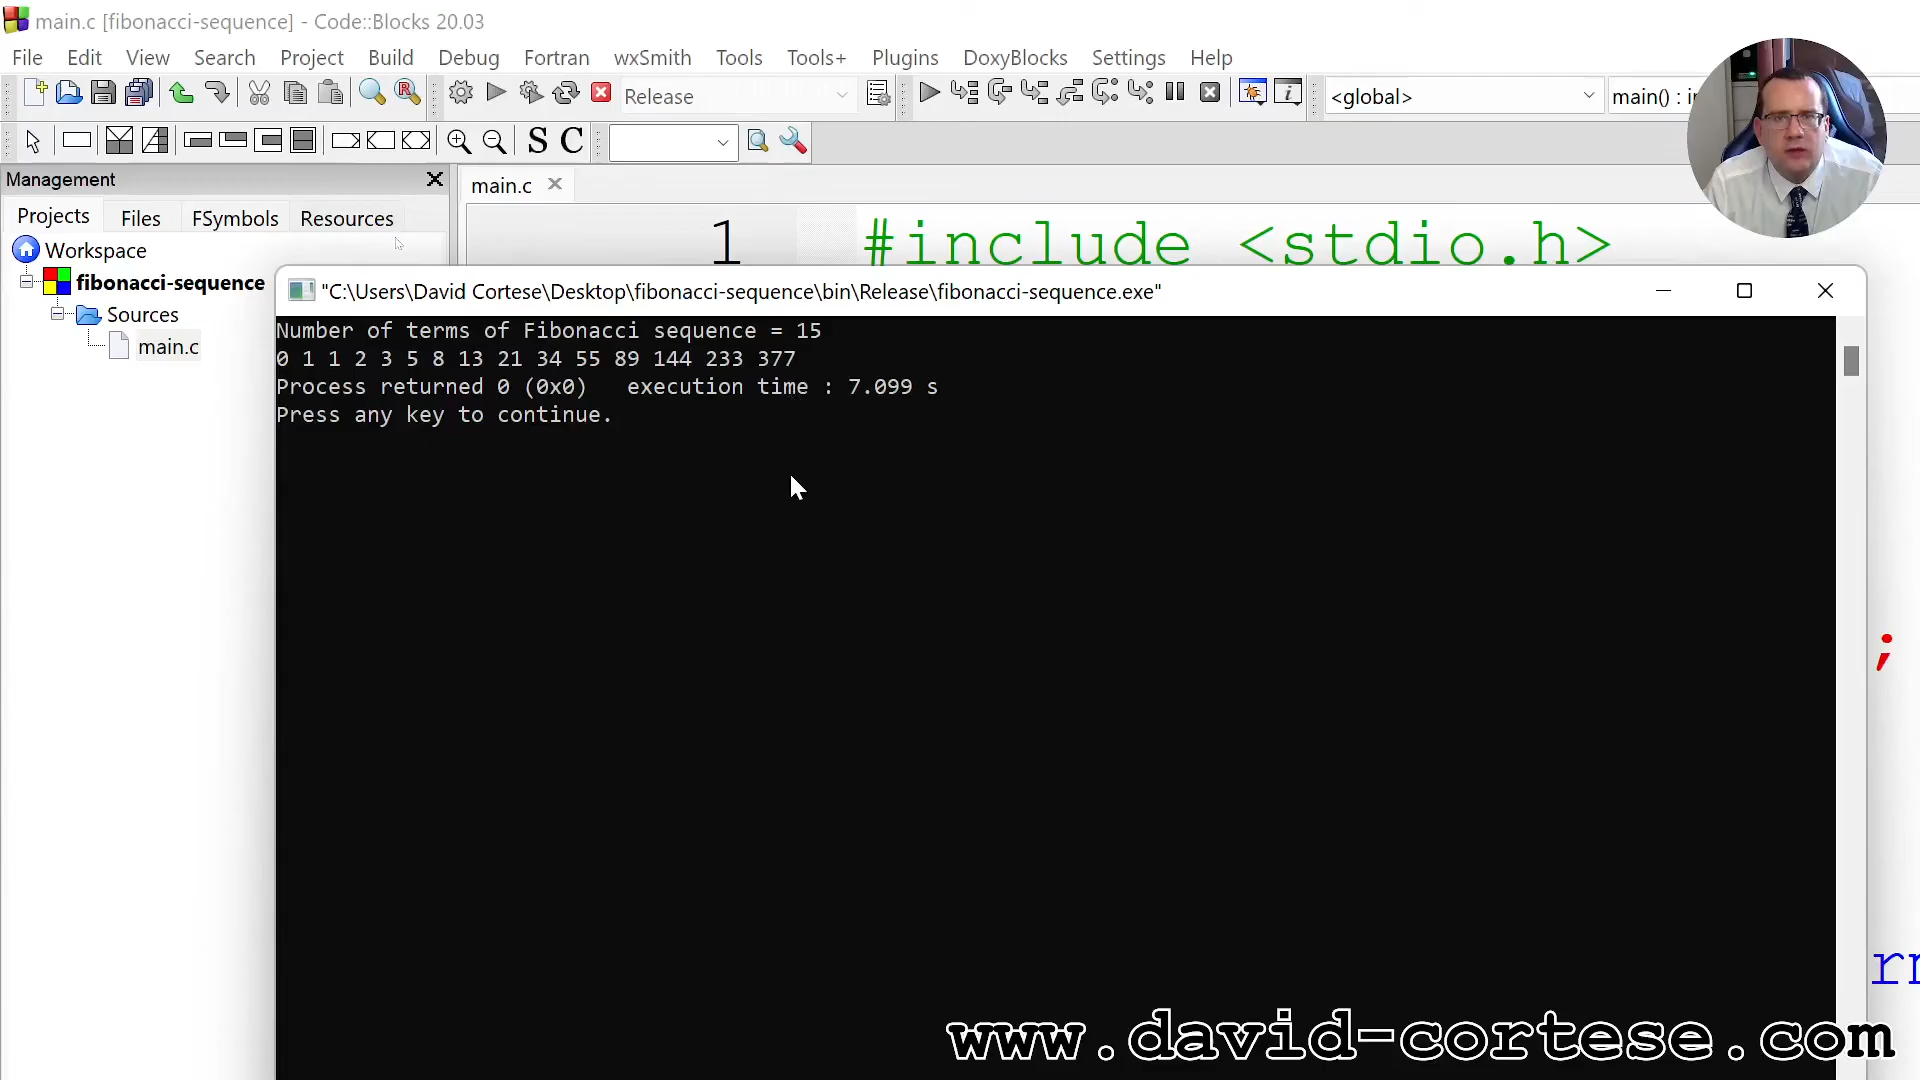 main.c [fibonacci-sequence] - Code::Blocks 20.03
File Edit View Search Project Build Debug Fortran wxSmith Tools Tools+ Plugins DoxyBlocks Settings Help
Release
<global>
main() :
S C
Management
main.c
Projects Files FSymbols Resources
1 #include <stdio.h>
Workspace
fibonacci-sequence
Sources
main.c
"C:\Users\David Cortese\Desktop\fibonacci-sequence\bin\Release\fibonacci-sequence.exe"
Number of terms of Fibonacci sequence = 15
0 1 1 2 3 5 8 13 21 34 55 89 144 233 377
Process returned 0 (0x0)   execution time : 7.099 s
Press any key to continue.
;
www.david-cortese.com